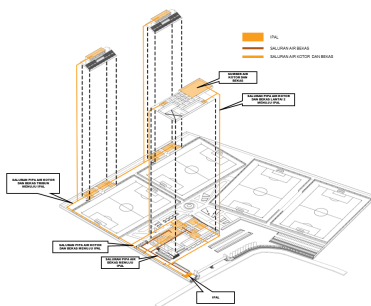 IPAL
SALURAN AIR BEKAS
SALURAN AIR KOTOR DAN BEKAS
SUMBER AIR
KOTOR DAN
BEKAS
SALURAN PIPA AIR KOTOR
DAN BEKAS LANTAI 2
MENUJU IPAL
SALURAN PIPA AIR KOTOR
DAN BEKAS TRIBUN
MENUJU IPAL
SALURAN PIPA AIR KOTOR
DAN BEKAS MENUJU IPAL
SALURAN PIPA AIR
BEKAS MENUJU
IPAL
IPAL